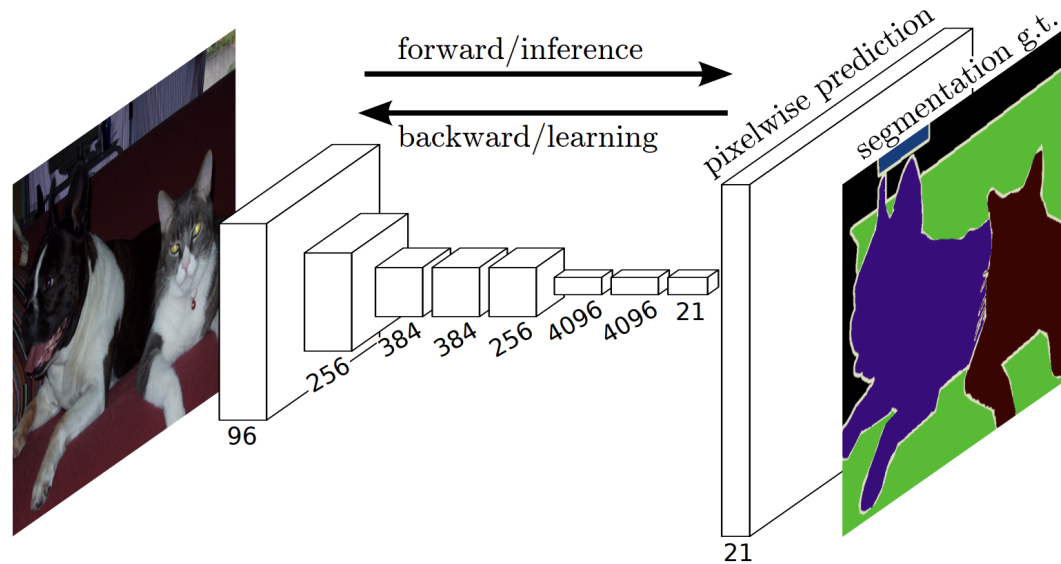 forward/inference
backward/learning
pixelwise prediction
segmentation g.t.
96
256
384
384
256
4096
4096
21
21